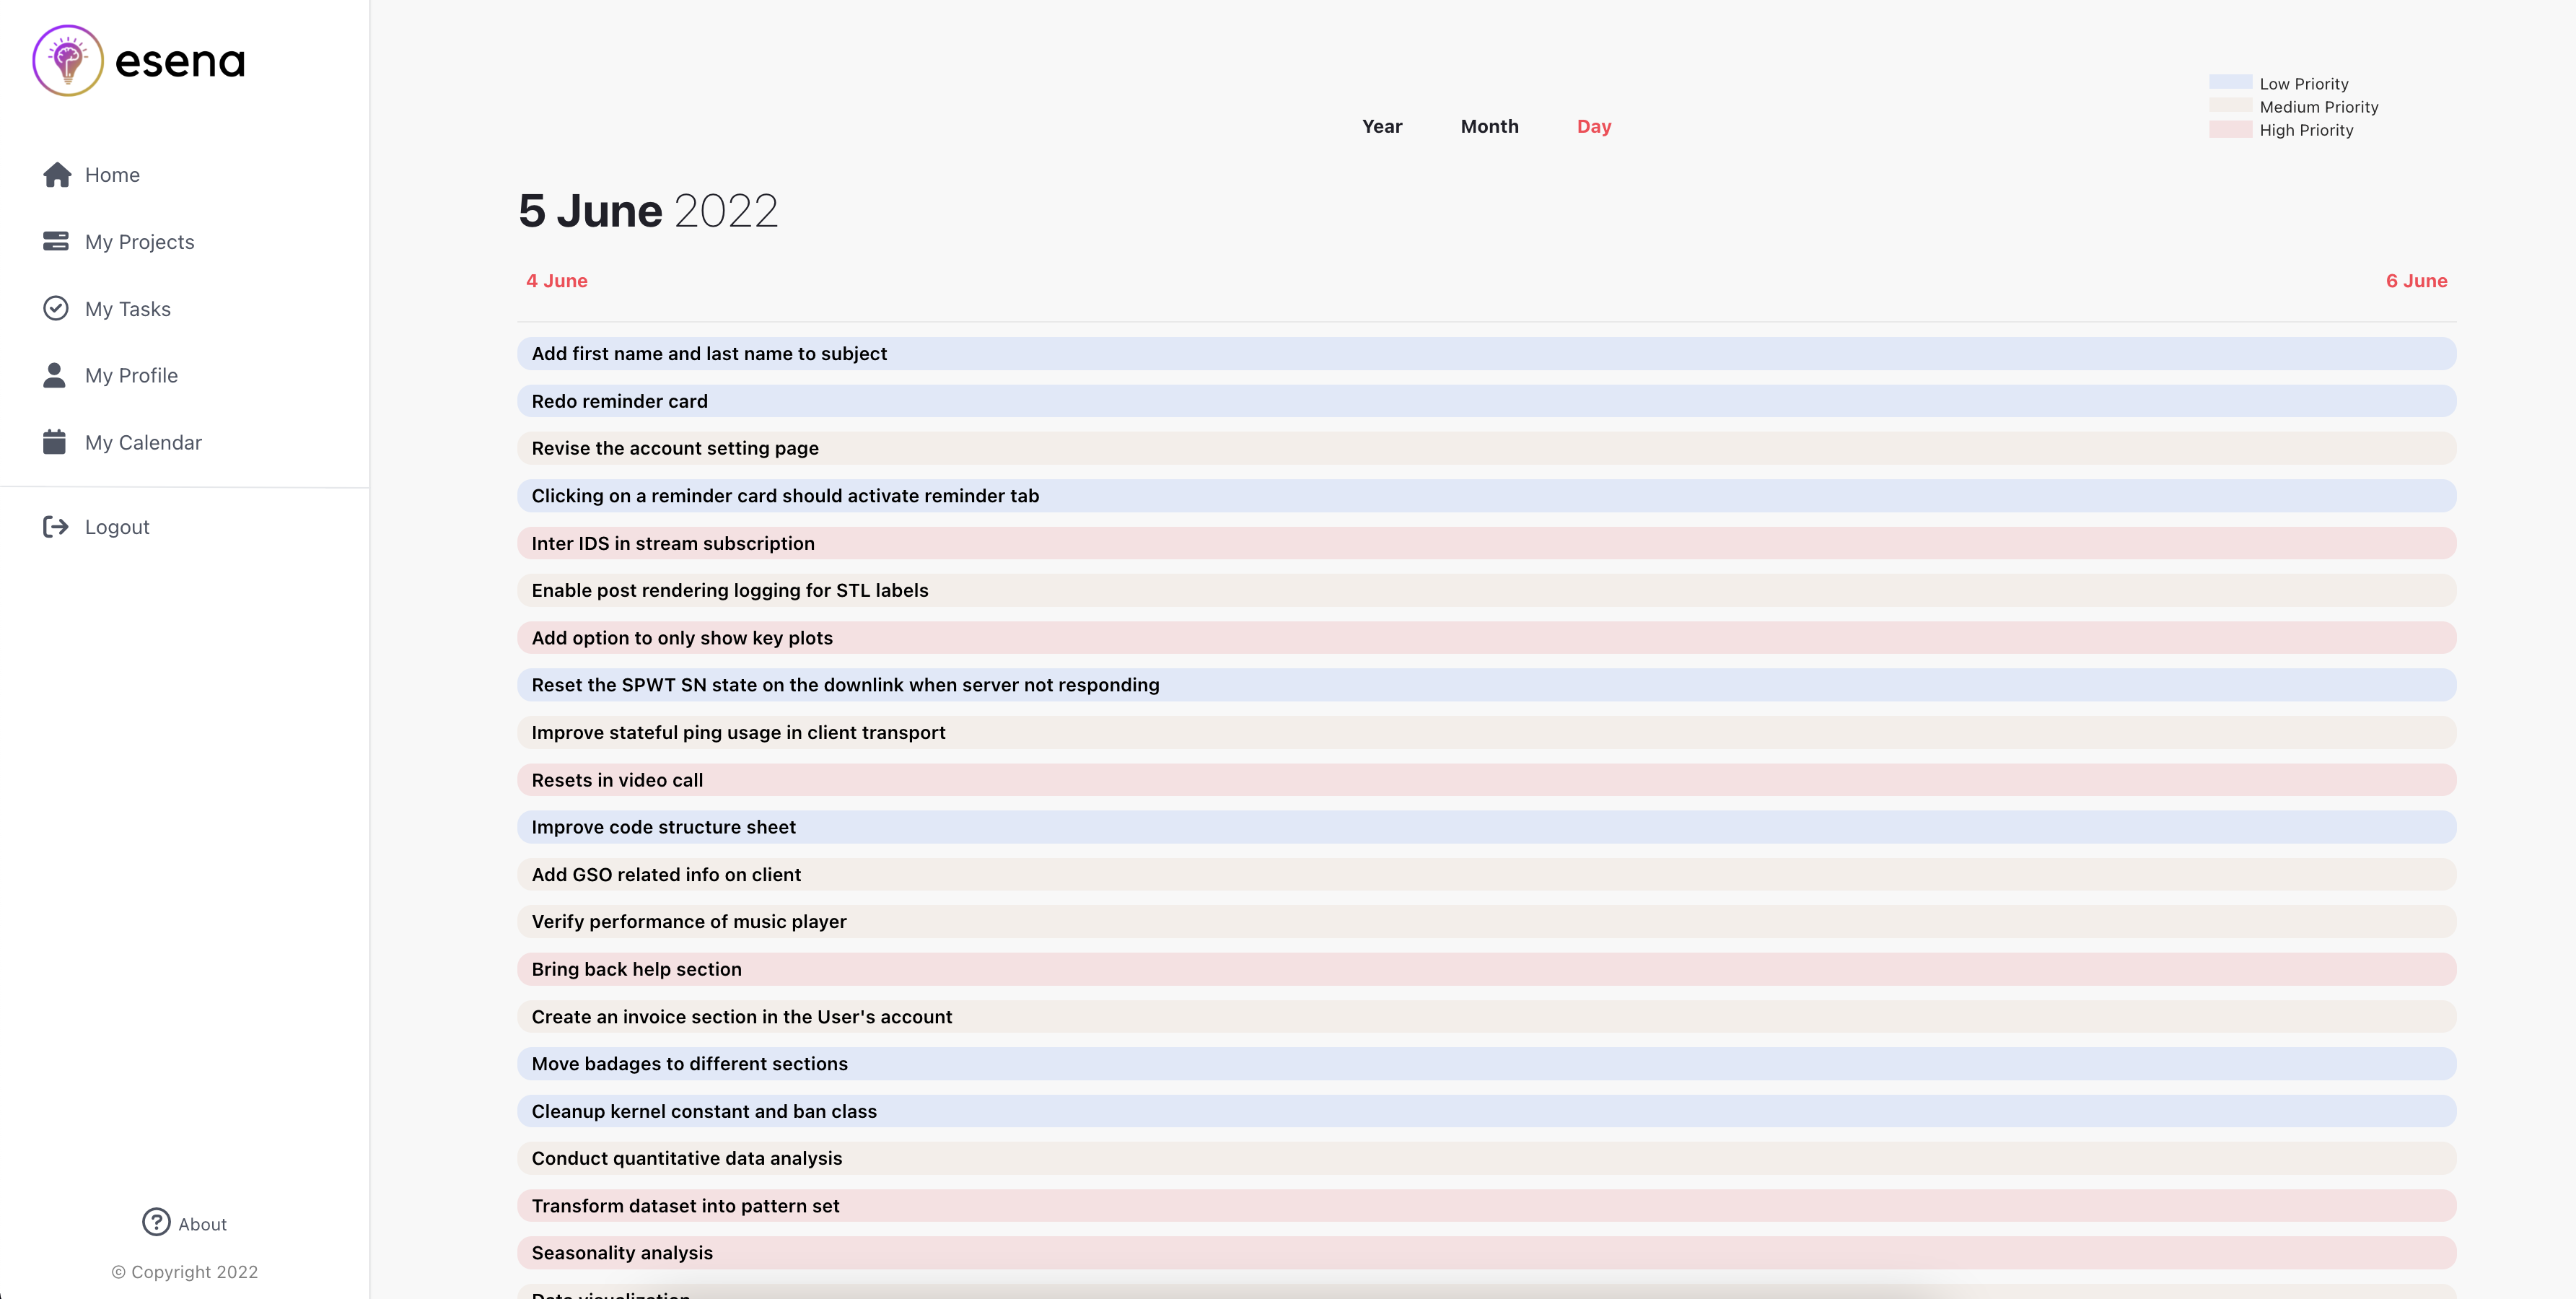 esena
Home
My Projects
My Tasks
My Profile
My Calendar
Logout
About
© Copyright 2022
Low Priority
Medium Priority
High Priority
Year Month Day
5 June 2022
4 June 6 June
Add first name and last name to subject
Redo reminder card
Revise the account setting page
Clicking on a reminder card should activate reminder tab
Inter IDS in stream subscription
Enable post rendering logging for STL labels
Add option to only show key plots
Reset the SPWT SN state on the downlink when server not responding
Improve stateful ping usage in client transport
Resets in video call
Improve code structure sheet
Add GSO related info on client
Verify performance of music player
Bring back help section
Create an invoice section in the User's account
Move badages to different sections
Cleanup kernel constant and ban class
Conduct quantitative data analysis
Transform dataset into pattern set
Seasonality analysis
Data visualization